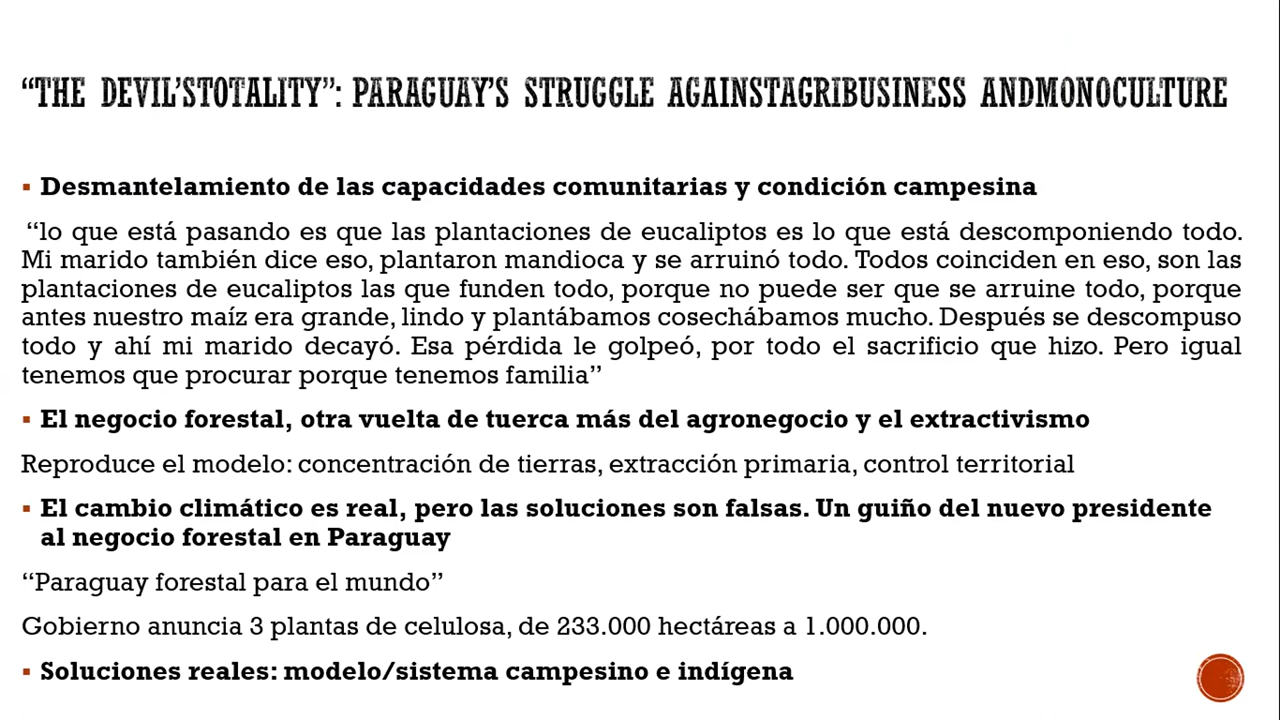 “THE DEVIL’STOTALITY”: PARAGUAY’S STRUGGLE AGAINSTAGRIBUSINESS ANDMONOCULTURE
▪ Desmantelamiento de las capacidades comunitarias y condición campesina
“lo que está pasando es que las plantaciones de eucaliptos es lo que está descomponiendo todo.
Mi marido también dice eso, plantaron mandioca y se arruinó todo. Todos coinciden en eso, son las
plantaciones de eucaliptos las que funden todo, porque no puede ser que se arruine todo, porque
antes nuestro maíz era grande, lindo y plantábamos cosechábamos mucho. Después se descompuso
todo y ahí mi marido decayó. Esa pérdida le golpeó, por todo el sacrificio que hizo. Pero igual
tenemos que procurar porque tenemos familia”
▪ El negocio forestal, otra vuelta de tuerca más del agronegocio y el extractivismo
Reproduce el modelo: concentración de tierras, extracción primaria, control territorial
▪ El cambio climático es real, pero las soluciones son falsas. Un guiño del nuevo presidente
al negocio forestal en Paraguay
“Paraguay forestal para el mundo”
Gobierno anuncia 3 plantas de celulosa, de 233.000 hectáreas a 1.000.000.
▪ Soluciones reales: modelo/sistema campesino e indígena